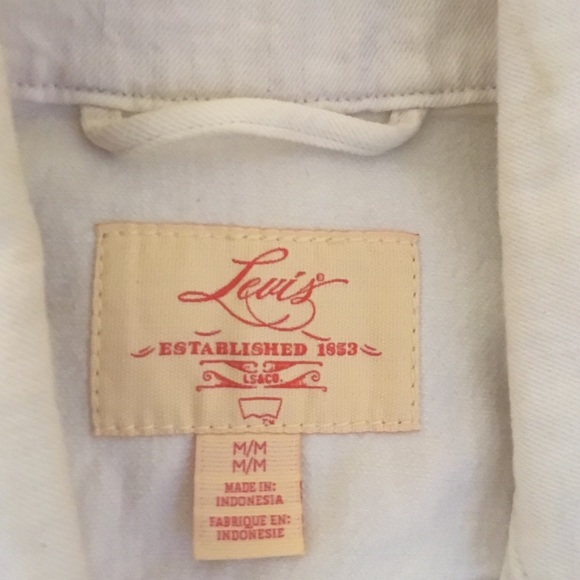 Levi's®
ESTABLISHED 1853
LS&CO.
M/M
M/M
MADE IN:
INDONESIA
FABRIQUE EN:
INDONESIE